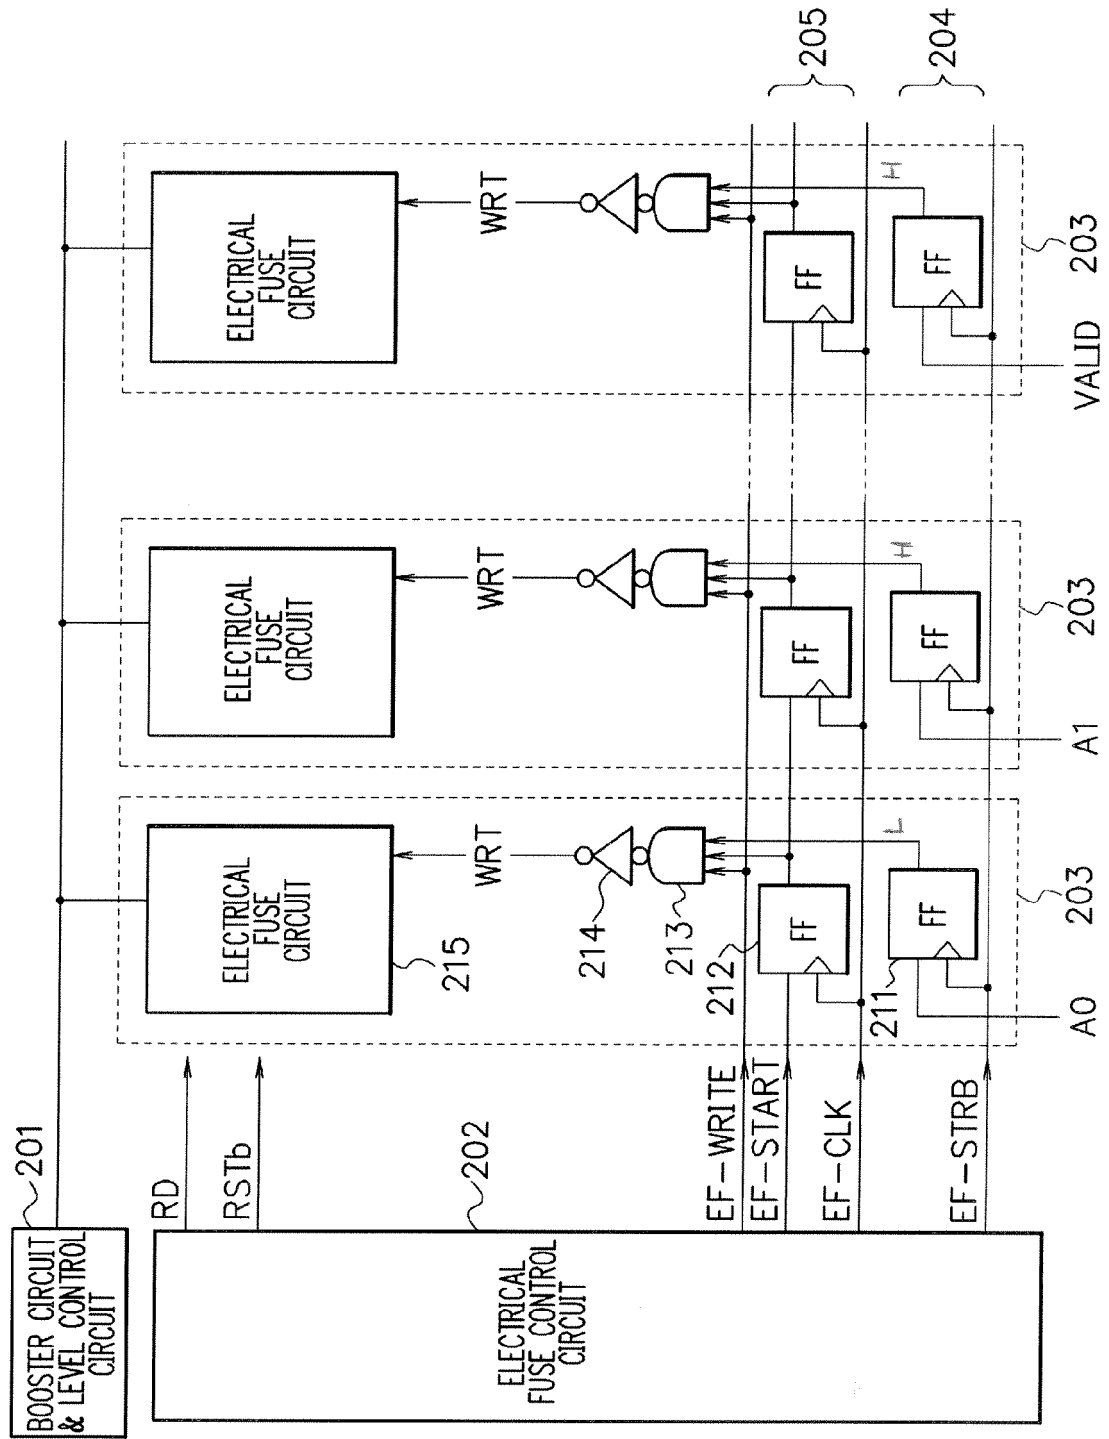 BOOSTER CIRCUIT
& LEVEL CONTROL
CIRCUIT
201
RD
RSTb
ELECTRICAL
FUSE CONTROL
CIRCUIT
202
EF-WRITE
EF-START
EF-CLK
EF-STRB
ELECTRICAL
FUSE
CIRCUIT
215
WRT
214
213
212
FF
211
FF
L
A0
203
ELECTRICAL
FUSE
CIRCUIT
WRT
FF
FF
H
A1
203
ELECTRICAL
FUSE
CIRCUIT
WRT
FF
FF
H
VALID
203
205
204